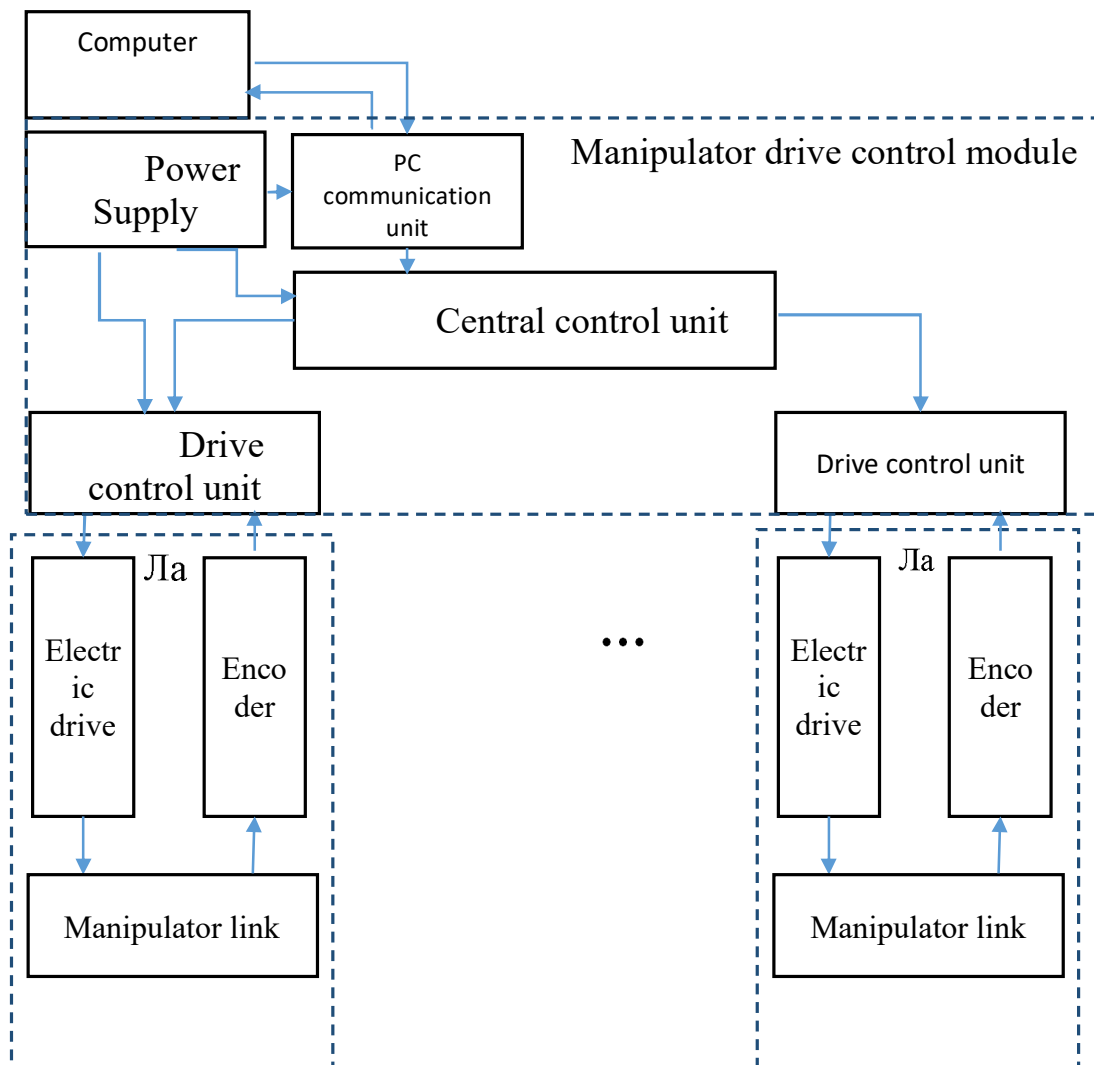 Computer
Manipulator drive control module
Power
Supply
PC
communication
unit
Central control unit
Drive
control unit
Drive control unit
Ла
Electr
ic
drive
Enco
der
...
Ла
Electr
ic
drive
Enco
der
Manipulator link
Manipulator link